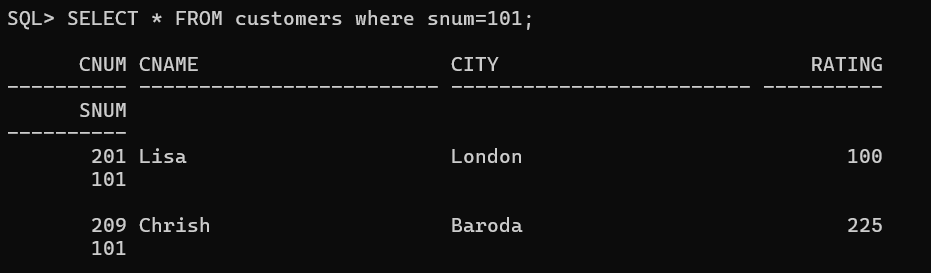 SQL> SELECT * FROM customers where snum=101;
      CNUM CNAME                     CITY                          RATING
---------- ------------------------- ------------------------- ----------
      SNUM
----------
       201 Lisa                      London                           100
       101
       209 Chrish                    Baroda                           225
       101